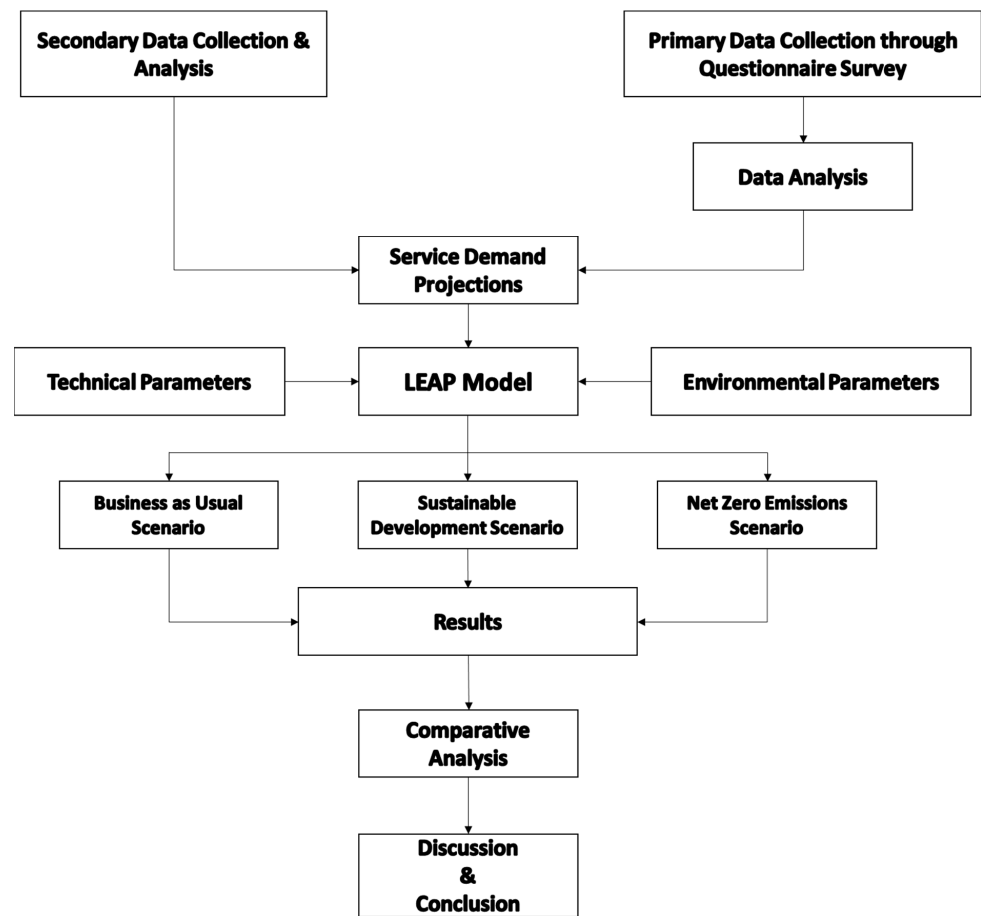 Secondary Data Collection &
Analysis
Primary Data Collection through
Questionnaire Survey
Data Analysis
Service Demand
Projections
Technical Parameters
LEAP Model
Environmental Parameters
Business as Usual
Scenario
Sustainable
Development Scenario
Net Zero Emissions
Scenario
Results
Comparative
Analysis
Discussion
&
Conclusion